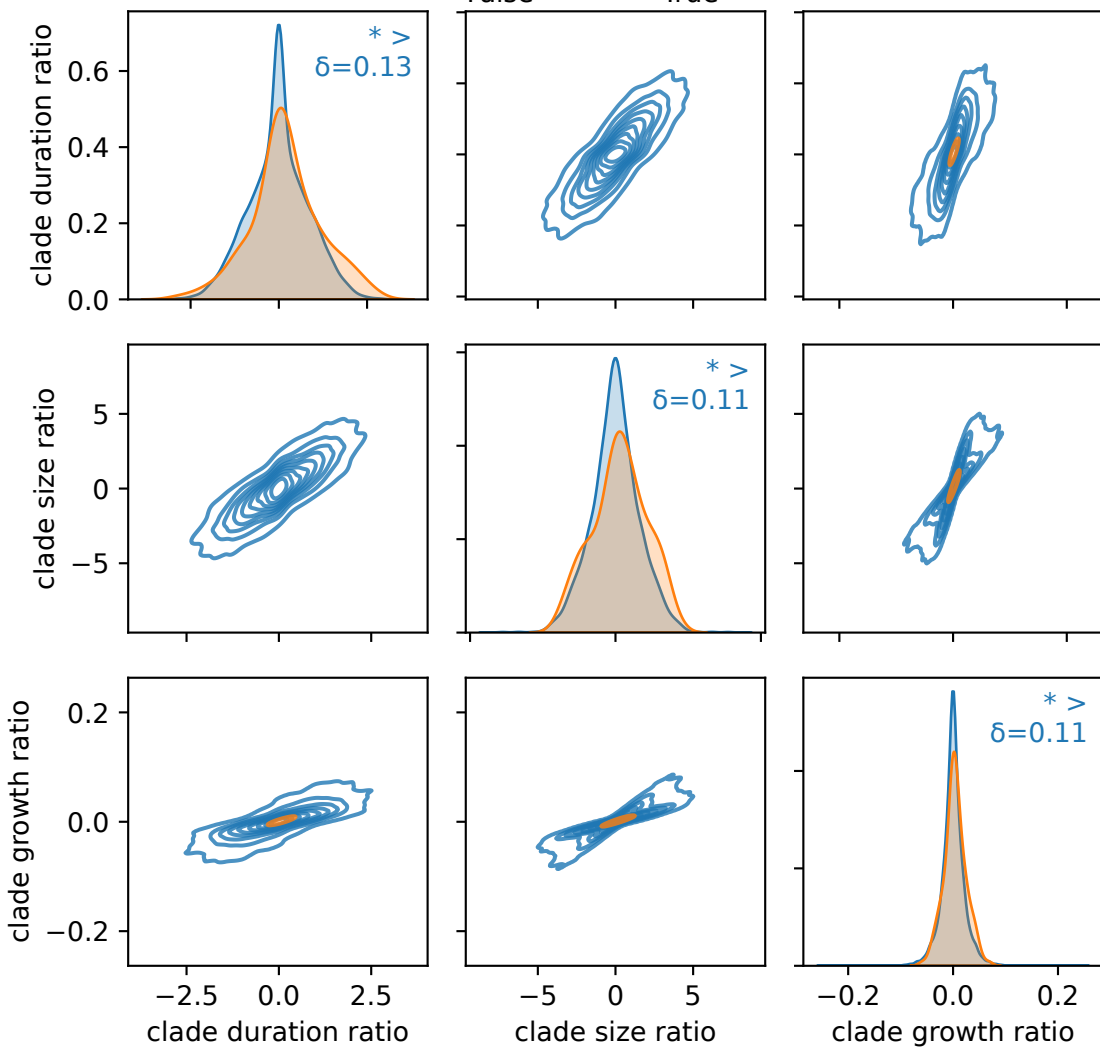 * >
δ=0.13
clade duration ratio
0.6
0.4
0.2
0.0
* >
δ=0.11
clade size ratio
5
0
−5
* >
δ=0.11
clade growth ratio
0.2
0.0
−0.2
−2.5 0.0 2.5 −5 0 5 −0.2 0.0 0.2
clade duration ratio clade size ratio clade growth ratio